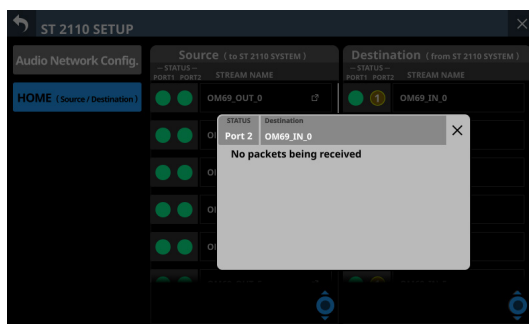 ST 2110 SETUP
Audio Network Config.
HOME ( Source / Destination )
Source ( to ST 2110 SYSTEM )
– STATUS –
PORT1 PORT2 STREAM NAME
Destination ( from ST 2110 SYSTEM )
– STATUS –
PORT1 PORT2 STREAM NAME
OM69_OUT_0
1 OM69_IN_0
STATUS Destination
Port 2 OM69_IN_0
No packets being received